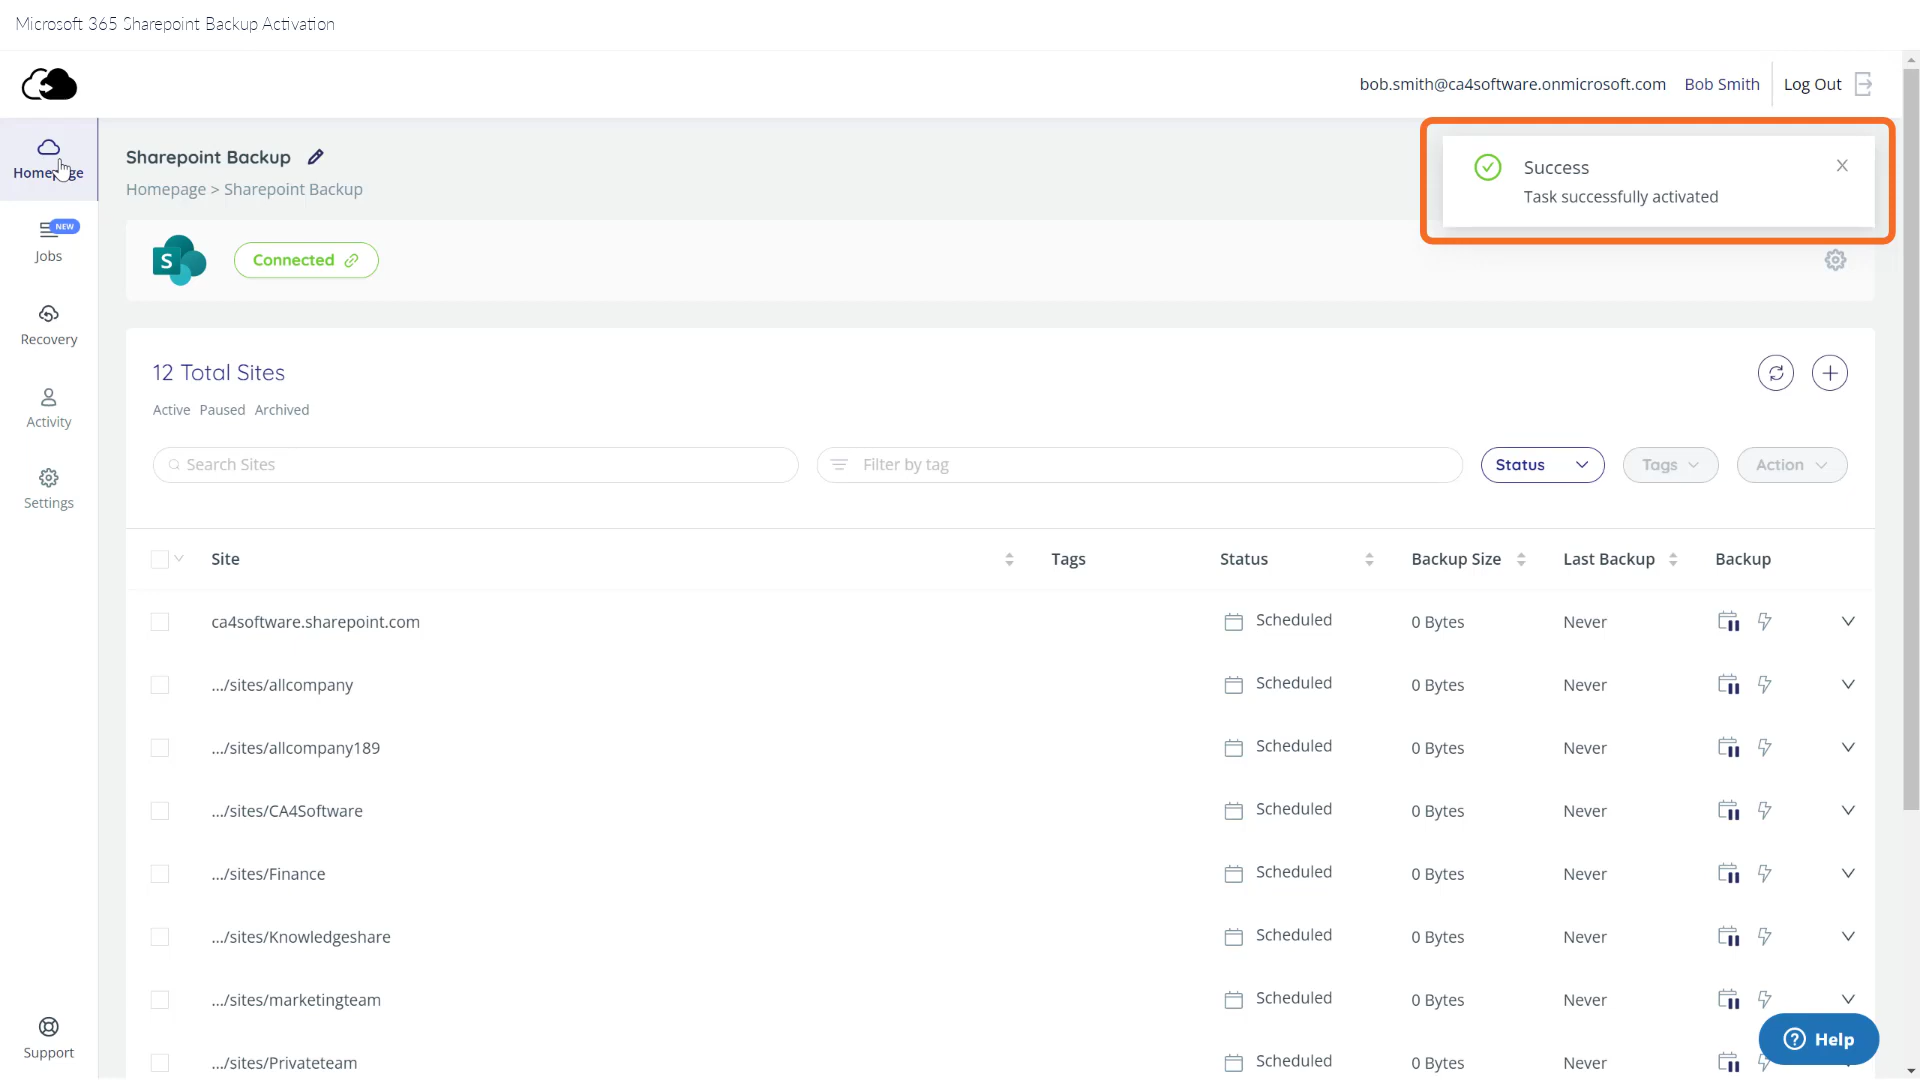 Microsoft 365 Sharepoint Backup Activation
bob.smith@ca4software.onmicrosoft.com Bob Smith Log Out
Homepage
Sharepoint Backup
Homepage > Sharepoint Backup
Success
Task successfully activated
NEW
Jobs
S
Connected
Recovery
12 Total Sites
Active Paused Archived
Activity
Search Sites Filter by tag Status Tags Action
Settings
Site Tags Status Backup Size Last Backup Backup
ca4software.sharepoint.com Scheduled 0 Bytes Never
.../sites/allcompany Scheduled 0 Bytes Never
.../sites/allcompany189 Scheduled 0 Bytes Never
.../sites/CA4Software Scheduled 0 Bytes Never
.../sites/Finance Scheduled 0 Bytes Never
.../sites/Knowledgeshare Scheduled 0 Bytes Never
.../sites/marketingteam Scheduled 0 Bytes Never
.../sites/Privateteam Scheduled 0 Bytes Never
Support
? Help